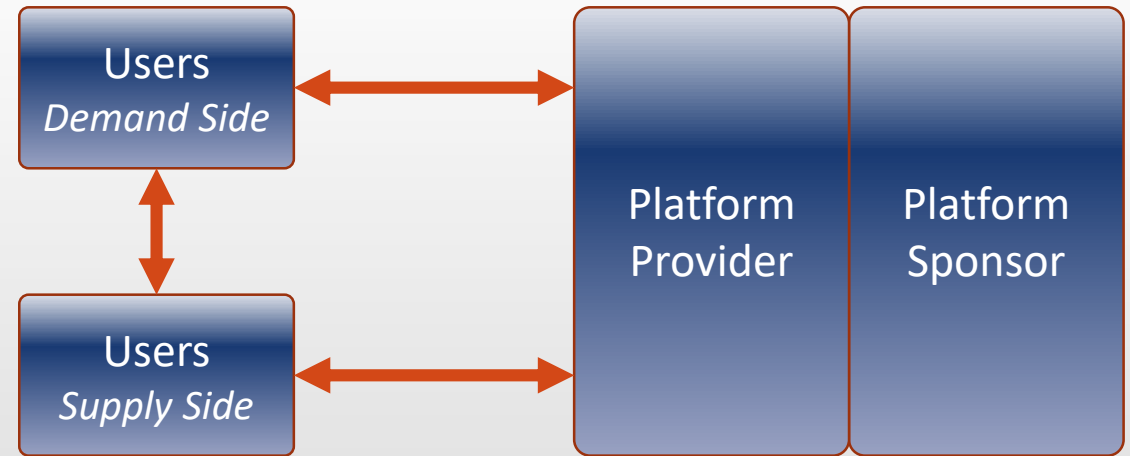 Users
Demand Side
Users
Supply Side
Platform
Provider
Platform
Sponsor